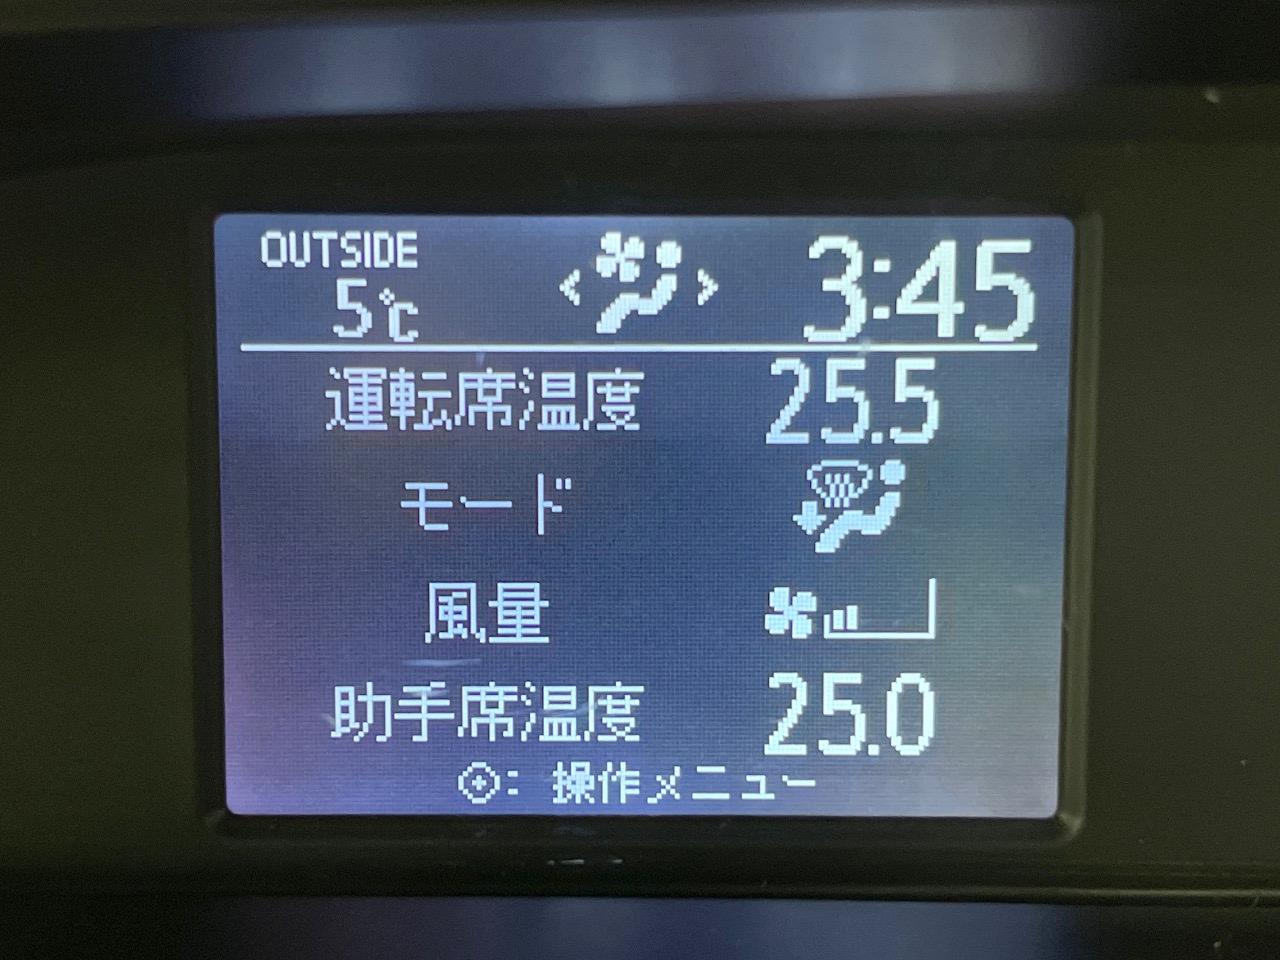 OUTSIDE
5℃
3:45
運転席温度 25.5
モード
風量
助手席温度 25.0
: 操作メニュー